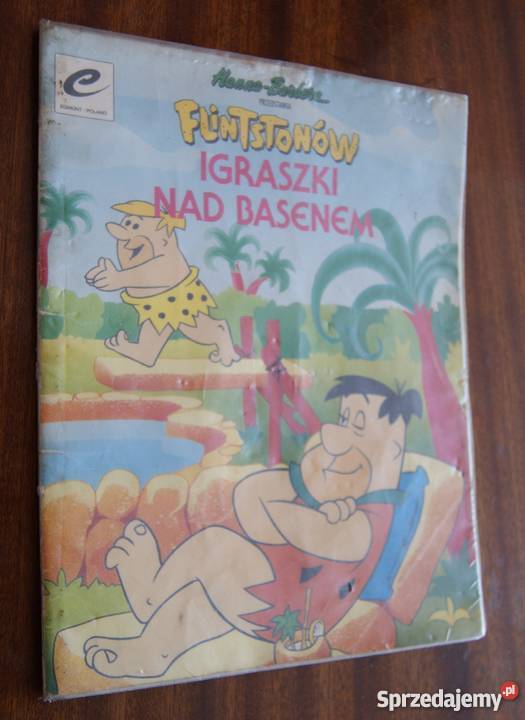 EGMONT - POLAND
Hanna-Barbera
PRZEDSTAWIA
FLINTSTONÓW
IGRASZKI
NAD BASENEM
Sprzedajemy.pl